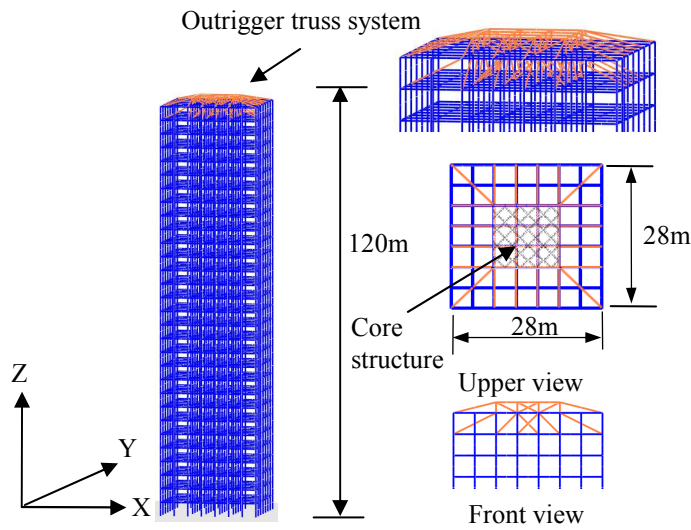 Outrigger truss system
120m
28m
28m
Core
structure
Upper view
Z
Y
X
Front view